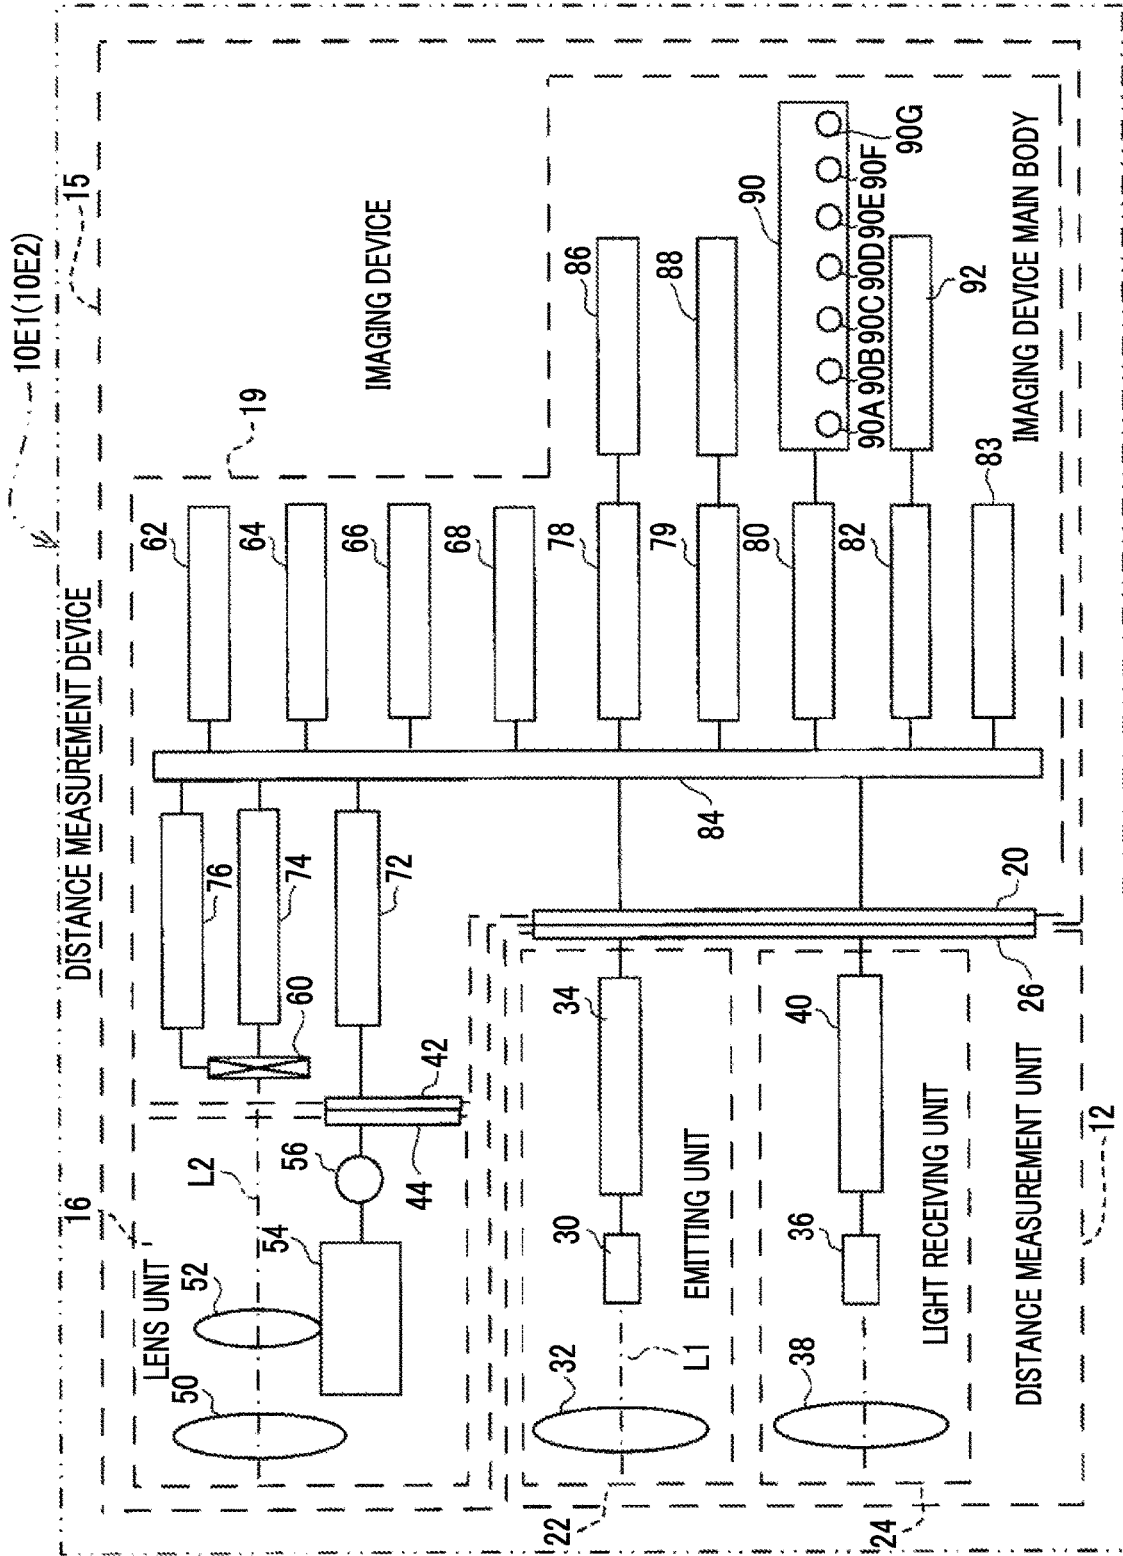 10E1(10E2)
DISTANCE MEASUREMENT DEVICE
15
IMAGING DEVICE
19
62
64
66
68
78
79
80
82
83
86
88
90
90A
90B
90C
90D
90E
90F
90G
92
IMAGING DEVICE MAIN BODY
84
76
74
72
60
42
44
20
26
16
LENS UNIT
L2
56
54
52
50
34
30
EMITTING UNIT
L1
32
22
40
36
LIGHT RECEIVING UNIT
38
24
DISTANCE MEASUREMENT UNIT
12